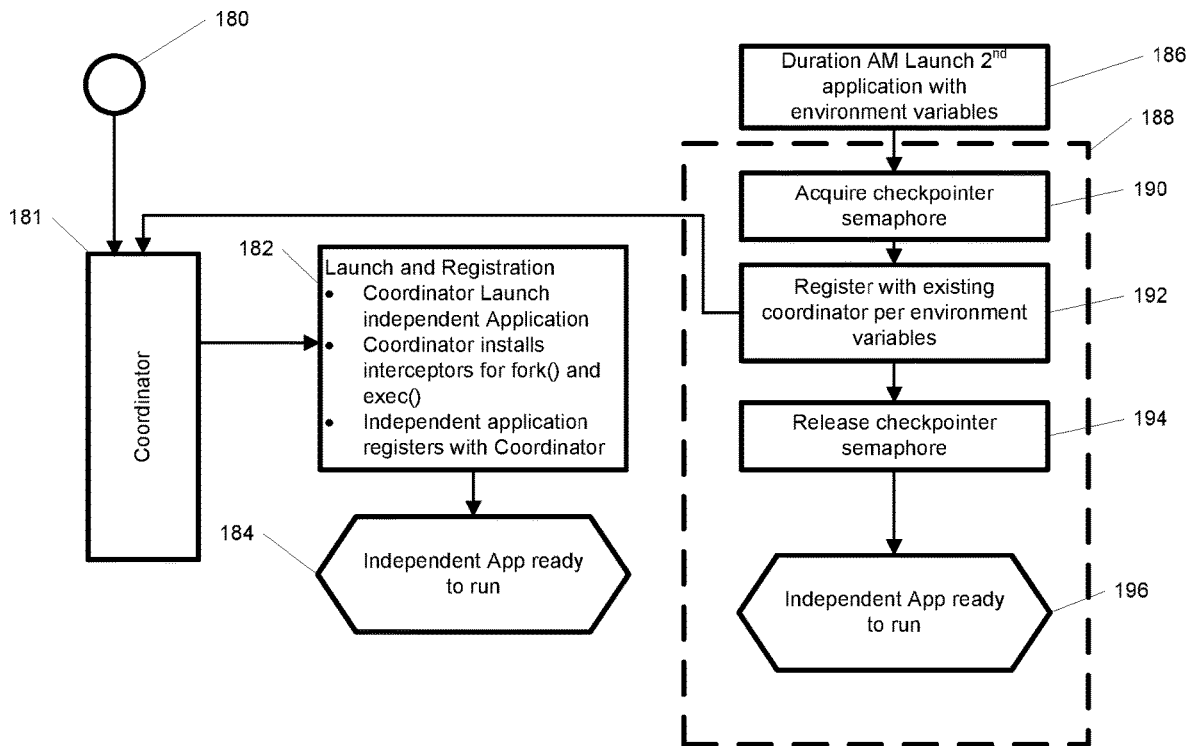 180
Duration AM Launch 2nd
application with
environment variables
186
188
Acquire checkpointer
semaphore
190
181
182
Launch and Registration
• Coordinator Launch
independent Application
• Coordinator installs
interceptors for fork() and
exec()
• Independent application
registers with Coordinator
Register with existing
coordinator per environment
variables
192
Coordinator
Release checkpointer
semaphore
194
184
Independent App ready
to run
Independent App ready
to run
196